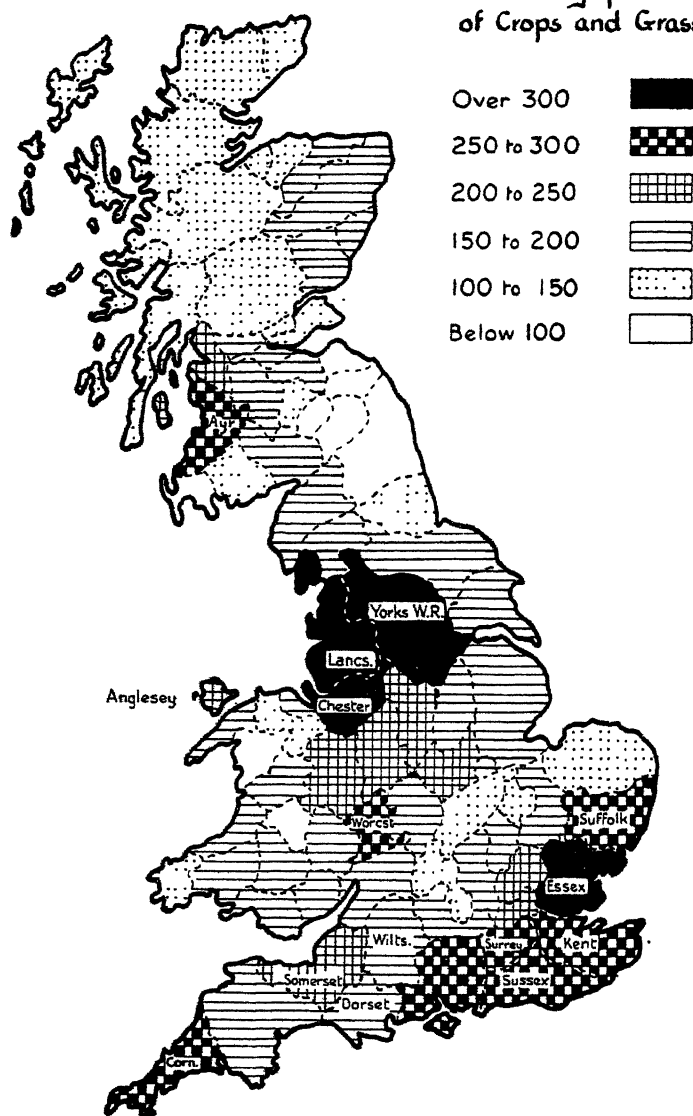 of Crops and Grass
Over 300
250 to 300
200 to 250
150 to 200
100 to 150
Below 100
Ayr
Yorks W.R.
Lancs.
Anglesey
Chester
Worcst
Suffolk
Essex
Wilts.
Surrey
Kent
Somerset
Sussex
Dorset
Corn.